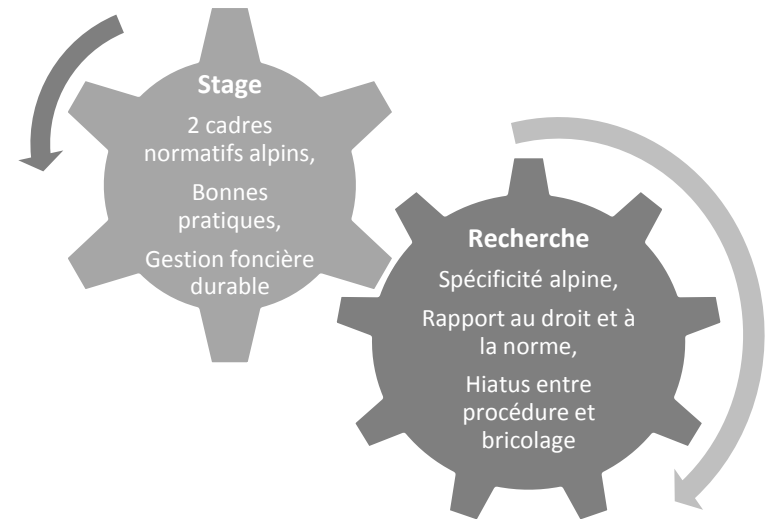 Stage
2 cadres
normatifs alpins,
Bonnes
pratiques,
Gestion foncière
durable
Recherche
Spécificité alpine,
Rapport au droit et à
la norme,
Hiatus entre
procédure et
bricolage